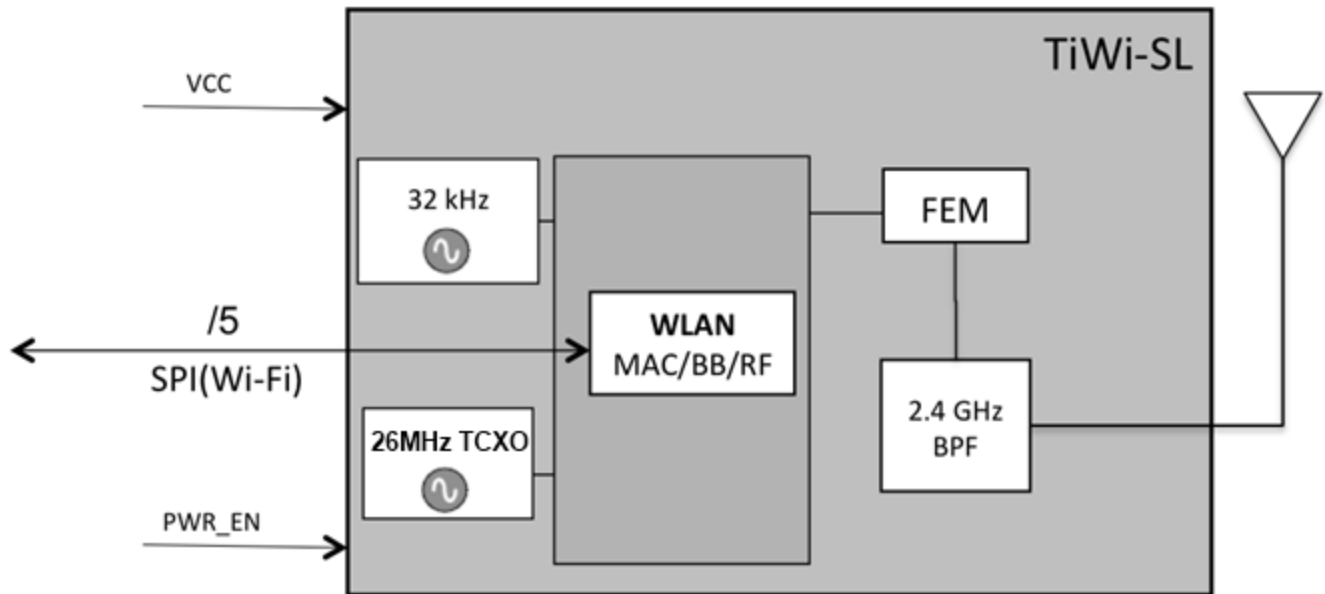 TiWi-SL
VCC
32 kHz
FEM
/5
SPI(Wi-Fi)
WLAN
MAC/BB/RF
2.4 GHz
BPF
26MHz TCXO
PWR_EN